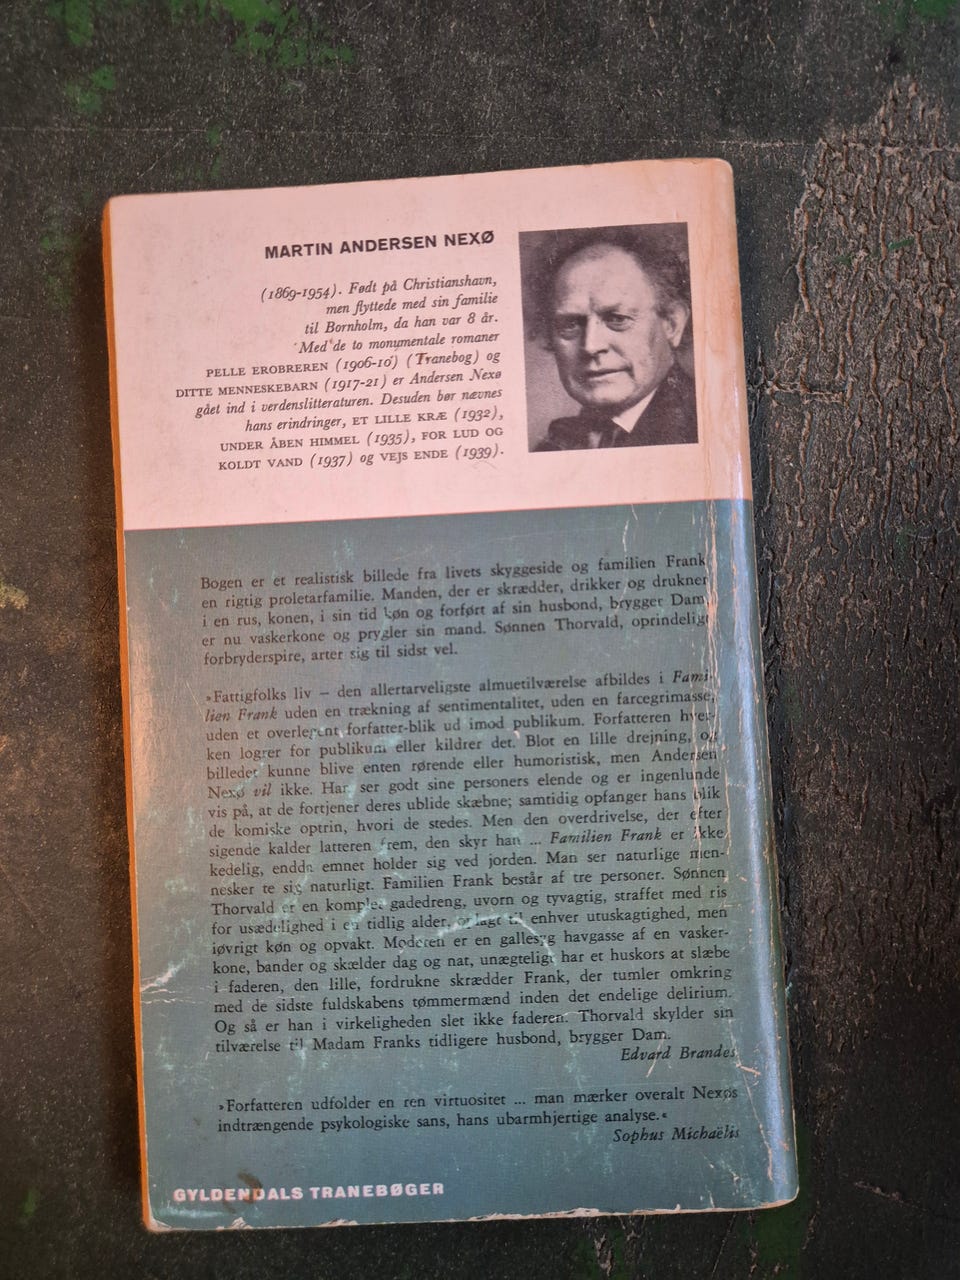 MARTIN ANDERSEN NEXØ
(1869-1954). Født på Christianshavn,
men flyttede med sin familie
til Bornholm, da han var 8 år.
Med de to monumentale romaner
PELLE EROBREREN (1906-10) (Tranebog) og
DITTE MENNESKEBARN (1917-21) er Andersen Nexø
gået ind i verdenslitteraturen. Desuden bør nævnes
hans erindringer, ET LILLE KRÆ (1932),
UNDER ÅBEN HIMMEL (1935), FOR LUD OG
KOLDT VAND (1937) og VEJS ENDE (1939).
Bogen er et realistisk billede fra livets skyggeside og familien Frank
en rigtig proletarfamilie. Manden, der er skrædder, drikker og drukner
i en rus, konen, i sin tid køn og forført af sin husbond, brygger Dam,
er nu vaskerkone og prygler sin mand. Sønnen Thorvald, oprindelig
forbryderspire, arter sig til sidst vel.
»Fattigfolks liv – den allertarveligste almuetilværelse afbildes i Fami-
lien Frank uden en trækning af sentimentalitet, uden en farcegrimasse,
uden et overlegent forfatter-blik ud imod publikum. Forfatteren hver-
ken logrer for publikum eller kildrer det. Blot en lille drejning, og
billedet kunne blive enten rørende eller humoristisk, men Andersen
Nexø vil ikke. Han ser godt sine personers elende og er ingenlunde
vis på, at de fortjener deres ublide skæbne; samtidig opfanger hans blik
de komiske optrin, hvori de stedes. Men den overdrivelse, der efter
sigende kalder latteren frem, den skyr han ... Familien Frank er ikke
kedelig, endda emnet holder sig ved jorden. Man ser naturlige men-
nesker te sig naturligt. Familien Frank består af tre personer. Sønnen
Thorvald er en komplet gadedreng, uvorn og tyvagtig, straffet med ris
for usædelighed i en tidlig alder, oplagt til enhver utuskagtighed, men
iøvrigt køn og opvakt. Moderen er en gallesyg havgasse af en vasker-
kone, bander og skælder dag og nat, unægteligt har et huskors at slæbe
i faderen, den lille, fordrukne skrædder Frank, der tumler omkring
med de sidste fuldskabens tømmermænd inden det endelige delirium.
Og så er han i virkeligheden slet ikke faderen. Thorvald skylder sin
tilværelse til Madam Franks tidligere husbond, brygger Dam.
Edvard Brandes
»Forfatteren udfolder en ren virtuositet ... man mærker overalt Nexøs
indtrængende psykologiske sans, hans ubarmhjertige analyse.«
Sophus Michaëlis
GYLDENDALS TRANEBØGER